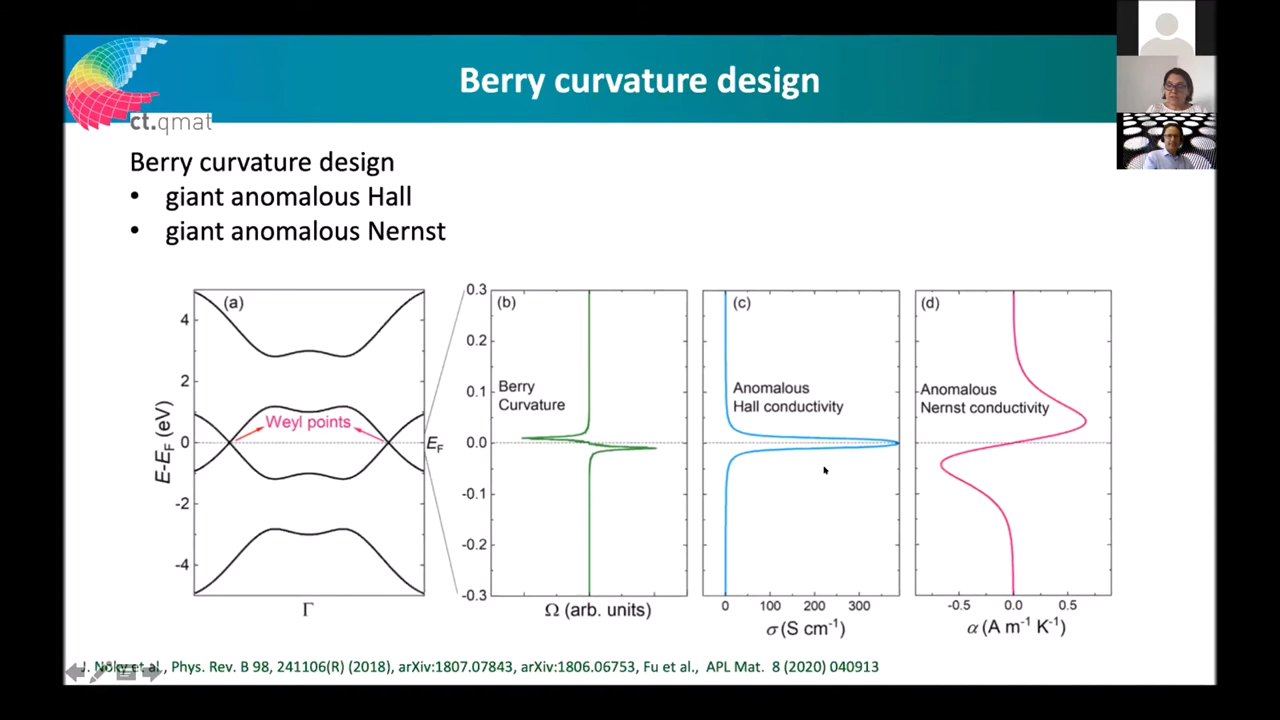 Berry curvature design
ct.qmat
Berry curvature design
• giant anomalous Hall
• giant anomalous Nernst
(a)
4
2
0
-2
-4
E-E_F (eV)
Weyl points
E_F
Γ
(b)
0.3
0.2
0.1
0.0
-0.1
-0.2
-0.3
Berry
Curvature
Ω (arb. units)
(c)
Anomalous
Hall conductivity
0 100 200 300
σ (S cm⁻¹)
(d)
Anomalous
Nernst conductivity
-0.5 0.0 0.5
α (A m⁻¹ K⁻¹)
J. Noky et al., Phys. Rev. B 98, 241106(R) (2018), arXiv:1807.07843, arXiv:1806.06753, Fu et al., APL Mat. 8 (2020) 040913